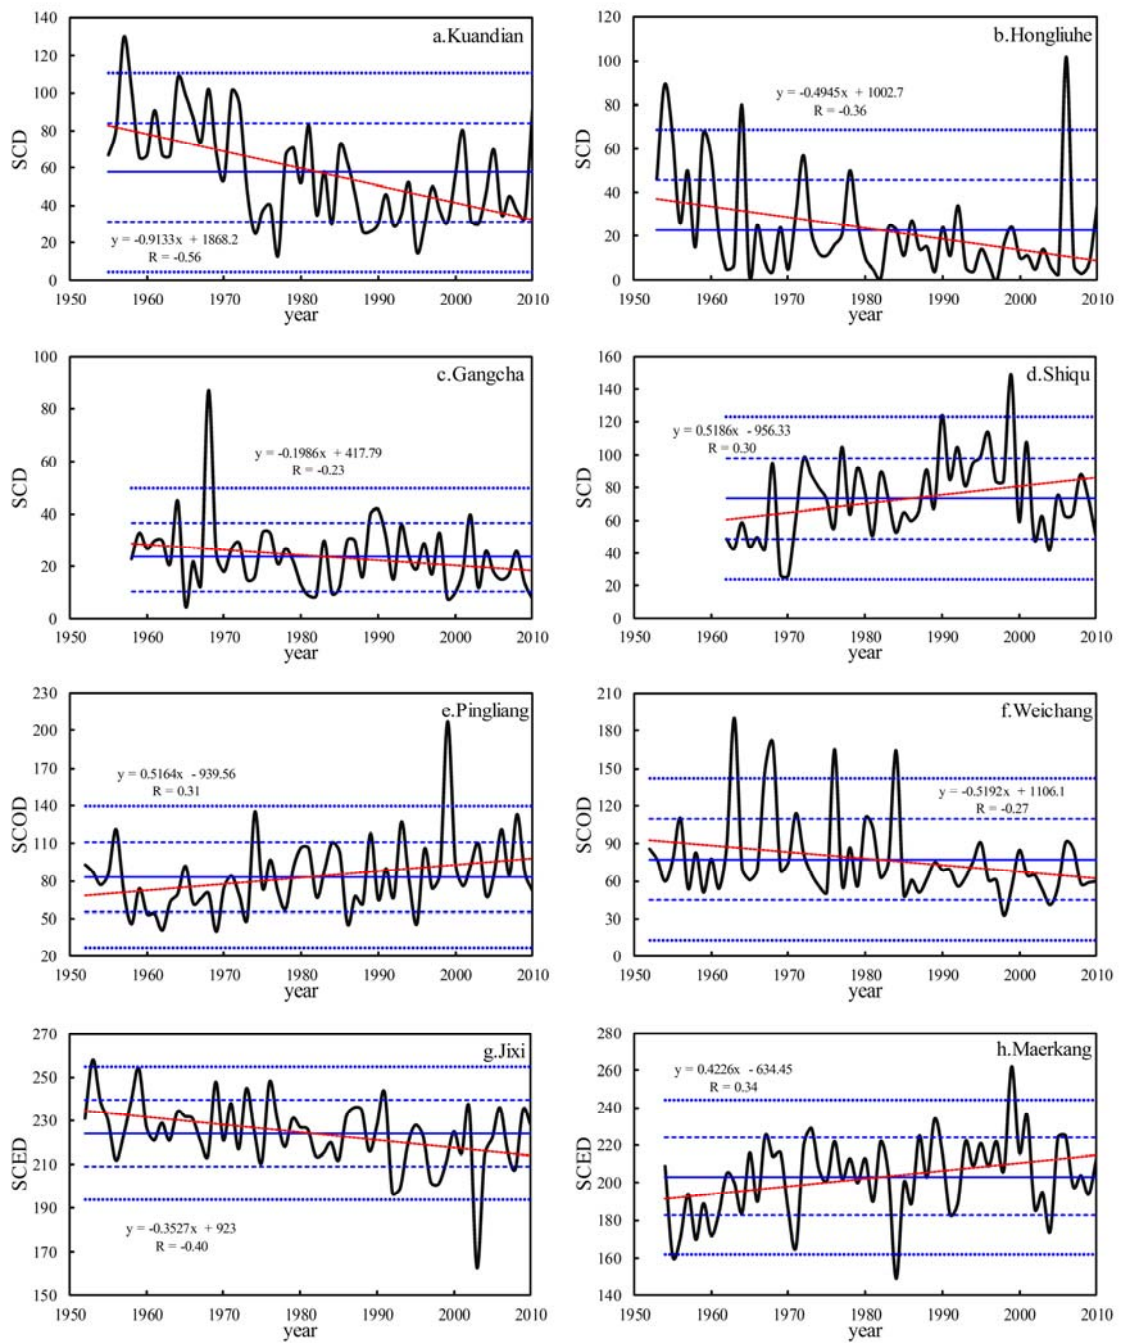 a.Kuandian
SCD
140
120
100
80
60
40
20
0
y = -0.9133x + 1868.2
R = -0.56
1950 1960 1970 1980 1990 2000 2010
year
b.Hongliuhe
SCD
120
100
80
60
40
20
0
y = -0.4945x + 1002.7
R = -0.36
1950 1960 1970 1980 1990 2000 2010
year
c.Gangcha
SCD
100
80
60
40
20
0
y = -0.1986x + 417.79
R = -0.23
1950 1960 1970 1980 1990 2000 2010
year
d.Shiqu
SCD
160
140
120
100
80
60
40
20
0
y = 0.5186x - 956.33
R = 0.30
1950 1960 1970 1980 1990 2000 2010
year
e.Pingliang
SCOD
230
200
170
140
110
80
50
20
y = 0.5164x - 939.56
R = 0.31
1950 1960 1970 1980 1990 2000 2010
year
f.Weichang
SCOD
210
180
150
120
90
60
30
0
y = -0.5192x + 1106.1
R = -0.27
1950 1960 1970 1980 1990 2000 2010
year
g.Jixi
SCED
270
250
230
210
190
170
150
y = -0.3527x + 923
R = -0.40
1950 1960 1970 1980 1990 2000 2010
year
h.Maerkang
SCED
280
260
240
220
200
180
160
140
y = 0.4226x - 634.45
R = 0.34
1950 1960 1970 1980 1990 2000 2010
year